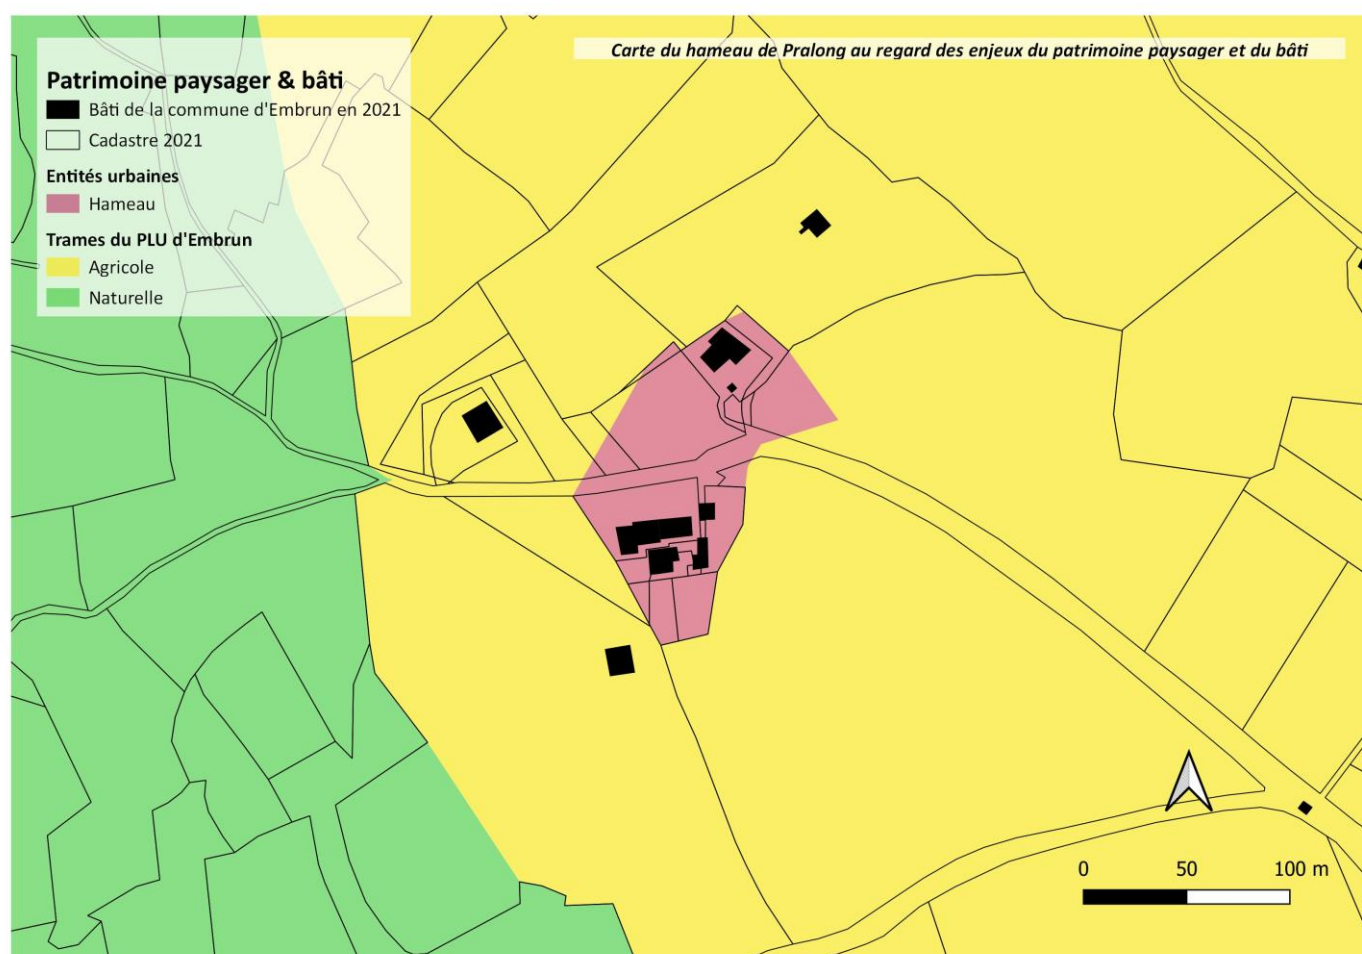 Carte du hameau de Pralong au regard des enjeux du patrimoine paysager et du bâti
Patrimoine paysager & bâti
Bâti de la commune d'Embrun en 2021
Cadastre 2021
Entités urbaines
Hameau
Trames du PLU d'Embrun
Agricole
Naturelle
0 50 100 m